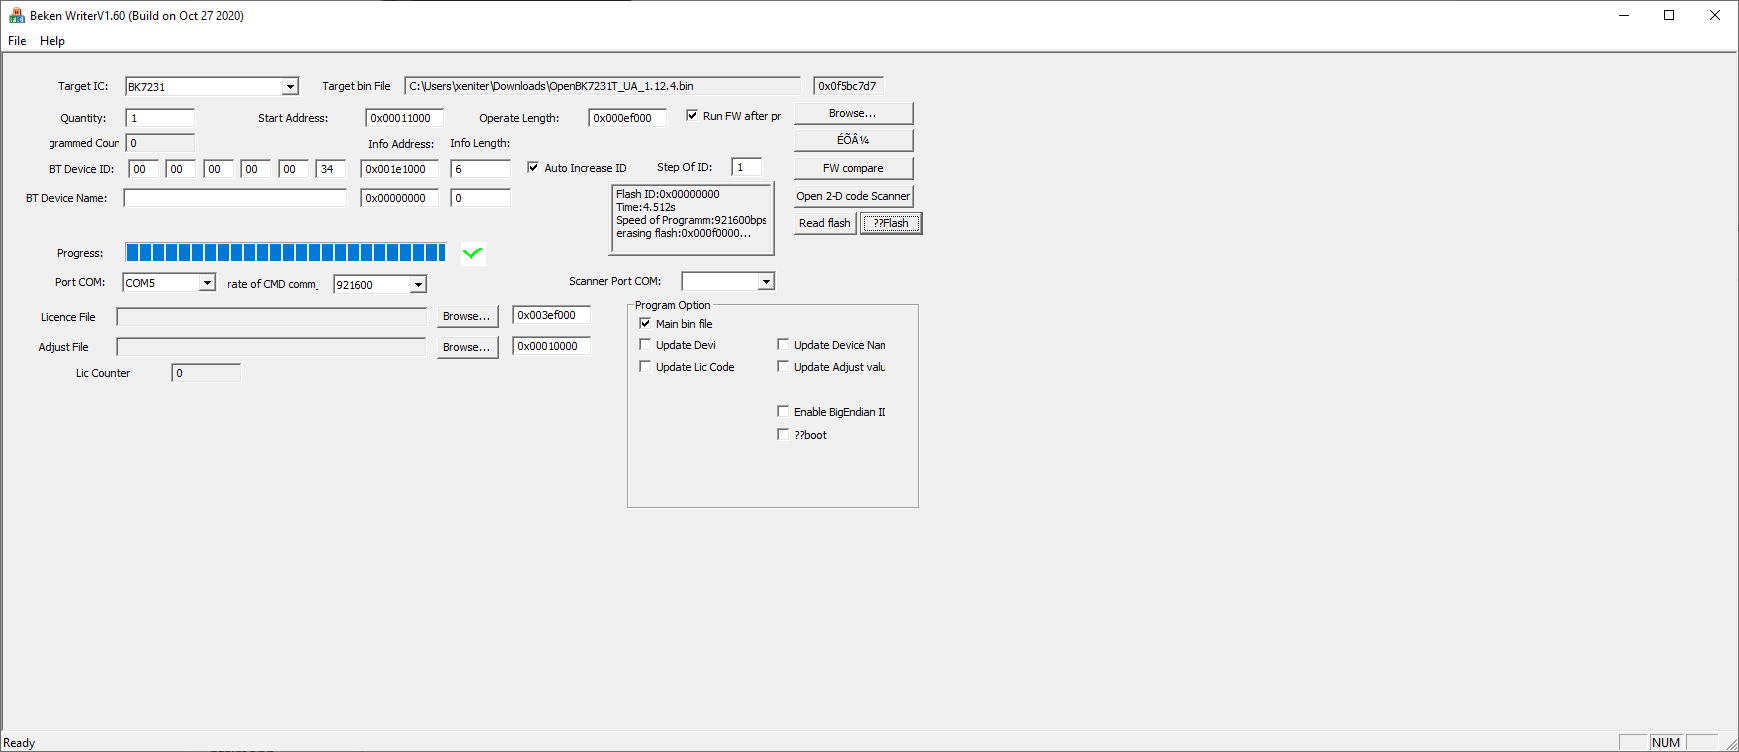 Beken WriterV1.60 (Build on Oct 27 2020)
File Help
Target IC: BK7231 Target bin File C:\Users\xeniter\Downloads\OpenBK7231T_UA_1.12.4.bin 0x0f5bc7d7
Quantity: 1 Start Address: 0x00011000 Operate Length: 0x000ef000 Run FW after pr Browse...
grammed Coun 0 Info Address: Info Length: ÉÕÂ¼
BT Device ID: 00 00 00 00 00 34 0x001e1000 6 Auto Increase ID Step Of ID: 1 FW compare
BT Device Name: 0x00000000 0 Open 2-D code Scanner
Flash ID:0x00000000
Time:4.512s
Speed of Programm:921600bps
erasing flash:0x000f0000...
Read flash ??Flash
Progress:
Port COM: COM5 rate of CMD comm_ 921600 Scanner Port COM:
Licence File Browse... 0x003ef000
Adjust File Browse... 0x00010000
Lic Counter 0
Program Option
Main bin file
Update Devi Update Device Nam
Update Lic Code Update Adjust valu
Enable BigEndian II
??boot
Ready NUM